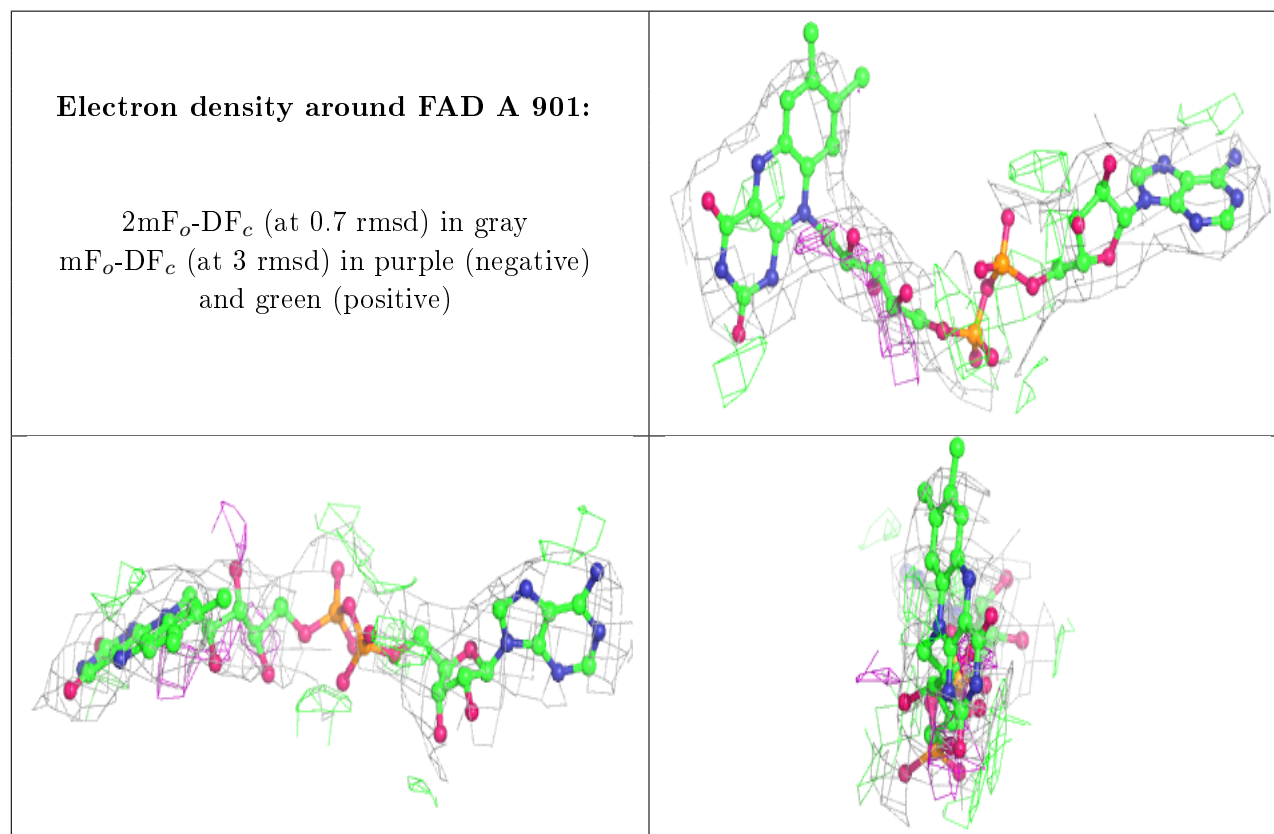 Electron density around FAD A 901:
2mFₒ-DF𝒸 (at 0.7 rmsd) in gray
mFₒ-DF𝒸 (at 3 rmsd) in purple (negative)
and green (positive)